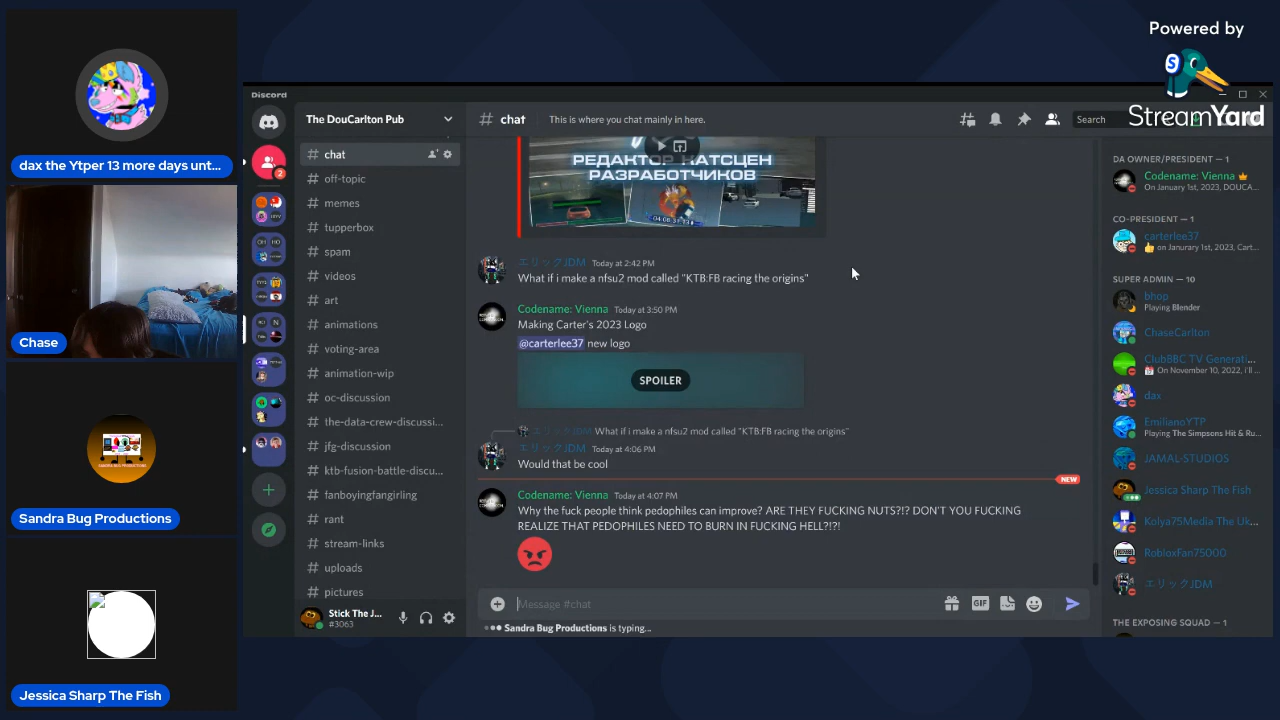 Powered by
StreamYard
dax the Ytper 13 more days unt...
Chase
Sandra Bug Productions
Jessica Sharp The Fish
Discord
The DouCarlton Pub
chat
This is where you chat mainly in here.
Search
2
# chat
# off-topic
# memes
# tupperbox
# spam
# videos
# art
# animations
# voting-area
# animation-wip
# oc-discussion
# the-data-crew-discussi...
# jfg-discussion
# ktb-fusion-battle-discu...
# fanboyingfangirling
# rant
# stream-links
# uploads
# pictures
Stick The J...
#3063
РЕДАКТОР КАТСЦЕН
РАЗРАБОТЧИКОВ
エリックJDM Today at 2:42 PM
What if i make a nfsu2 mod called "KTB:FB racing the origins"
Codename: Vienna Today at 3:50 PM
Making Carter's 2023 Logo
@carterlee37 new logo
SPOILER
エリックJDM What if i make a nfsu2 mod called "KTB:FB racing the origins"
エリックJDM Today at 4:06 PM
Would that be cool
NEW
Codename: Vienna Today at 4:07 PM
Why the fuck people think pedophiles can improve? ARE THEY FUCKING NUTS?!? DON'T YOU FUCKING
REALIZE THAT PEDOPHILES NEED TO BURN IN FUCKING HELL?!?!
Message #chat
GIF
Sandra Bug Productions is typing...
DA OWNER/PRESIDENT — 1
Codename: Vienna
On January 1st, 2023, DOUCA...
CO-PRESIDENT — 1
carterlee37
on Janurary 1st, 2023, Cart...
SUPER ADMIN — 10
bhop
Playing Blender
ChaseCarlton
ClubBBC TV Generati...
On November 10, 2022, i'll ...
dax
EmilianoYTP
Playing The Simpsons Hit & Ru...
JAMAL-STUDIOS
Jessica Sharp The Fish
Kolya75Media The Uk...
RobloxFan75000
エリックJDM
THE EXPOSING SQUAD — 1